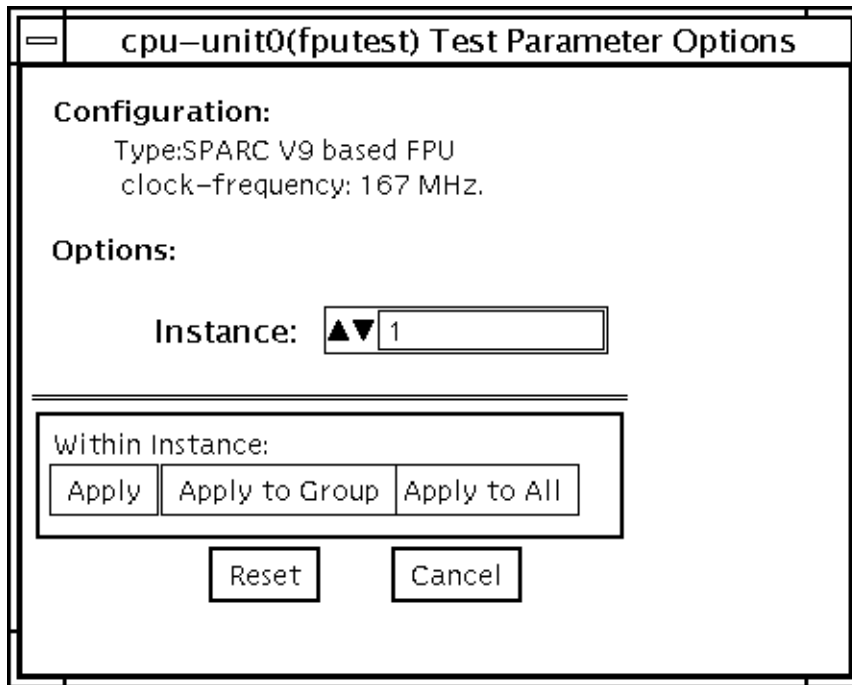 cpu–unit0(fputest) Test Parameter Options
Configuration:
Type:SPARC V9 based FPU
clock–frequency: 167 MHz.
Options:
Instance: ▲▼ 1
Within Instance:
Apply Apply to Group Apply to All
Reset Cancel